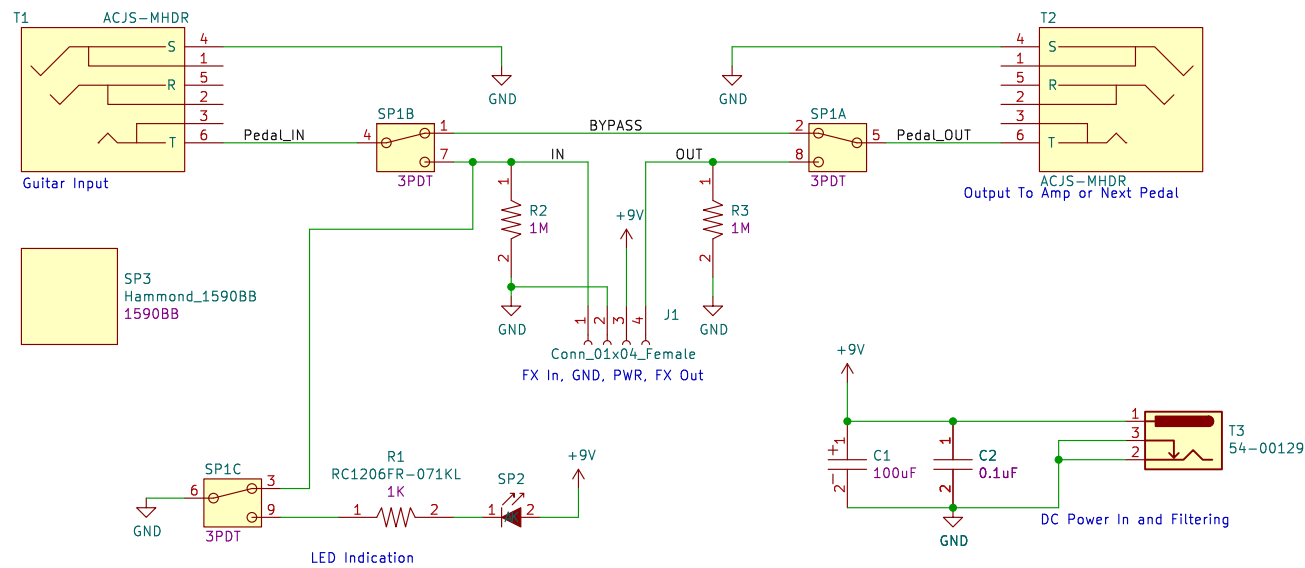 T1
ACJS-MHDR
S
4
1
R
5
2
3
T
6
Guitar Input
GND
Pedal_IN
SP1B
4
1
7
3PDT
BYPASS
IN
OUT
GND
SP1A
2
8
5
3PDT
Pedal_OUT
T2
4
S
1
5
R
2
3
6
T
ACJS-MHDR
Output To Amp or Next Pedal
1
R2
1M
2
GND
+9V
1
R3
1M
2
GND
1
2
3
4
J1
Conn_01x04_Female
FX In, GND, PWR, FX Out
SP3
Hammond_1590BB
1590BB
SP1C
6
3
9
3PDT
GND
R1
RC1206FR-071KL
1K
1
2
SP2
1
2
+9V
LED Indication
+9V
+
1
C1
100uF
2
1
C2
0.1uF
2
GND
1
3
2
T3
54-00129
DC Power In and Filtering